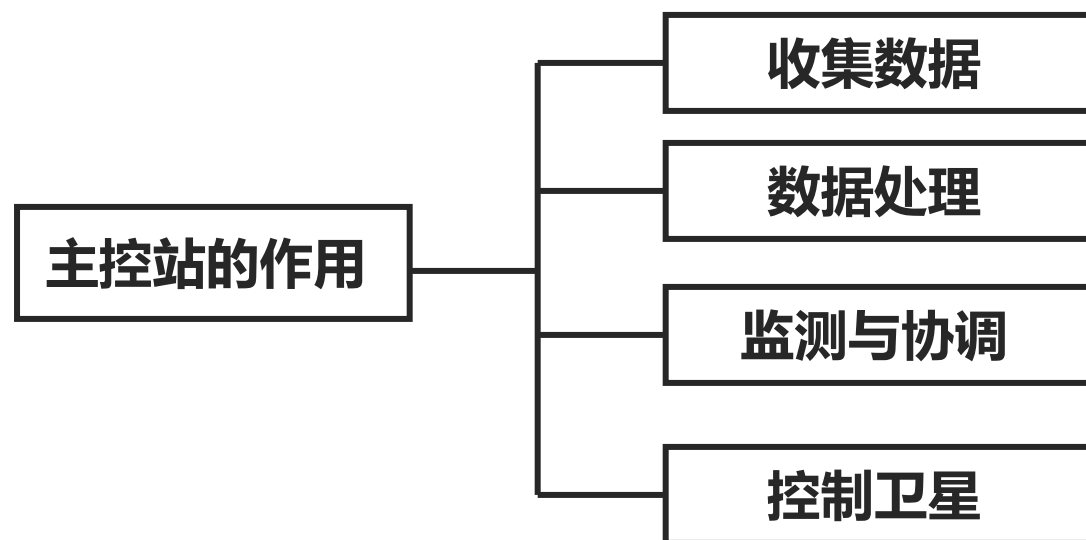 主控站的作用
收集数据
数据处理
监测与协调
控制卫星